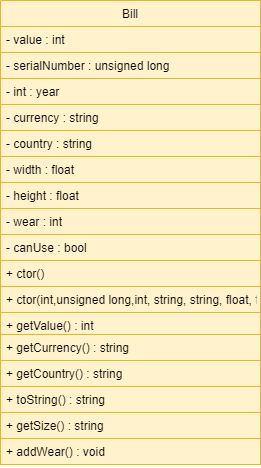 Bill
- value : int
- serialNumber : unsigned long
- int : year
- currency : string
- country : string
- width : float
- height : float
- wear : int
- canUse : bool
+ ctor()
+ ctor(int,unsigned long,int, string, string, float,
+ getValue() : int
+ getCurrency() : string
+ getCountry() : string
+ toString() : string
+ getSize() : string
+ addWear() : void